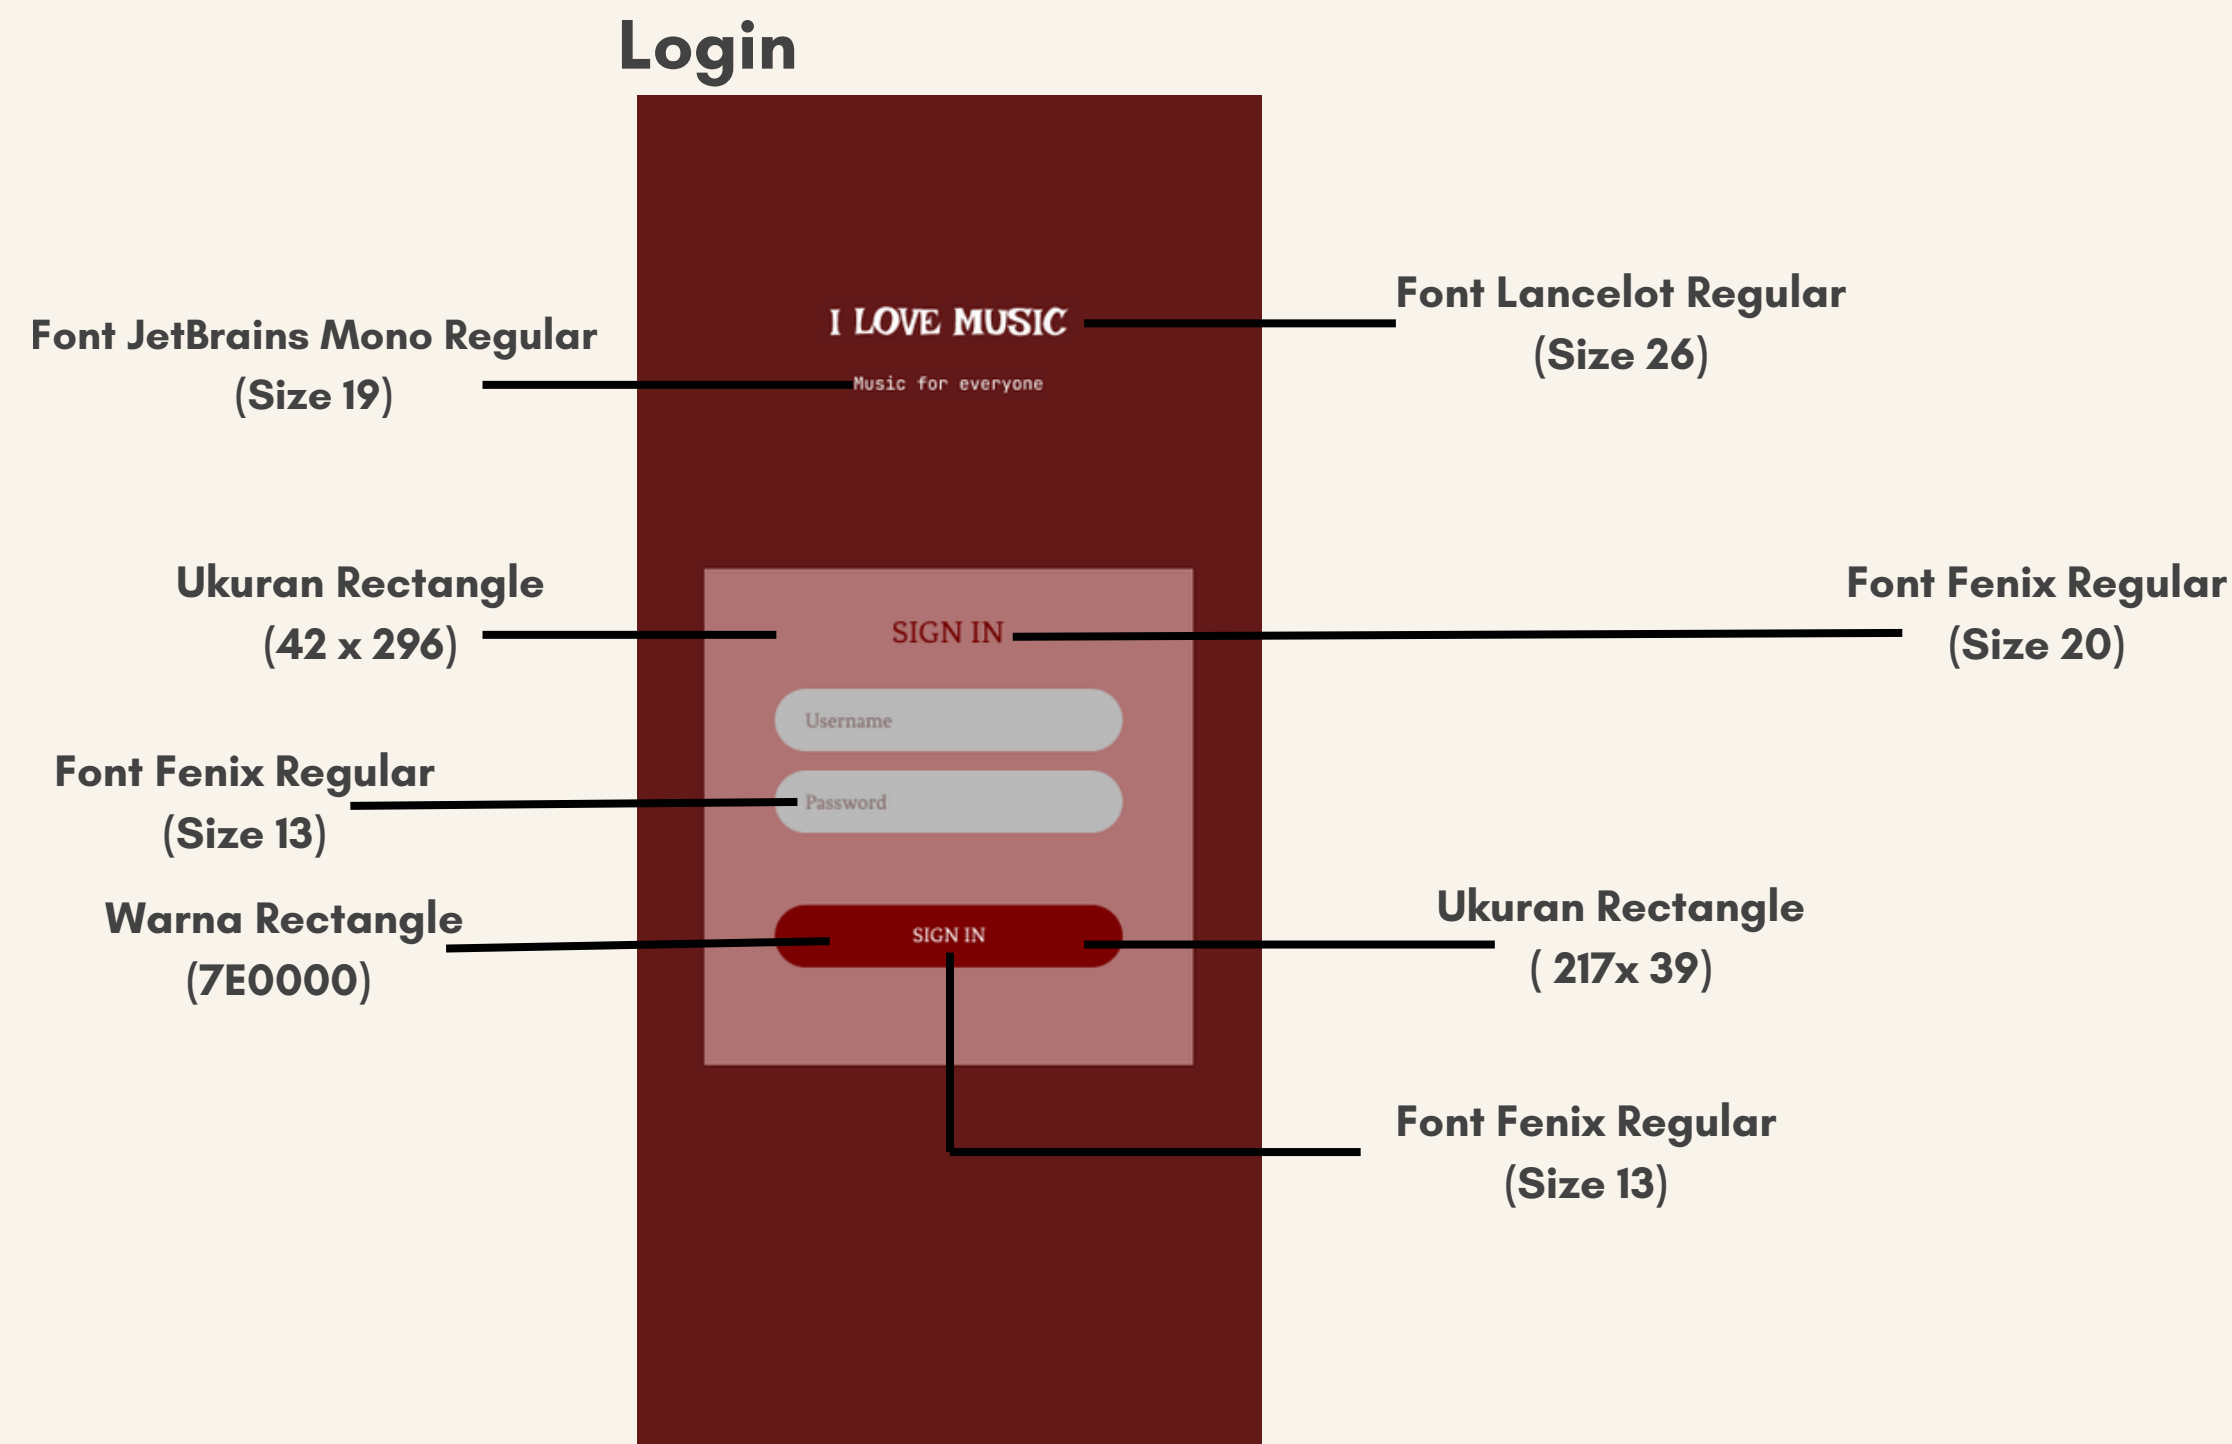 Login
I LOVE MUSIC
Music for everyone
Font JetBrains Mono Regular
(Size 19)
Font Lancelot Regular
(Size 26)
Ukuran Rectangle
(42 x 296)
SIGN IN
Font Fenix Regular
(Size 20)
Username
Font Fenix Regular
(Size 13)
Password
Warna Rectangle
(7E0000)
SIGN IN
Ukuran Rectangle
( 217x 39)
Font Fenix Regular
(Size 13)